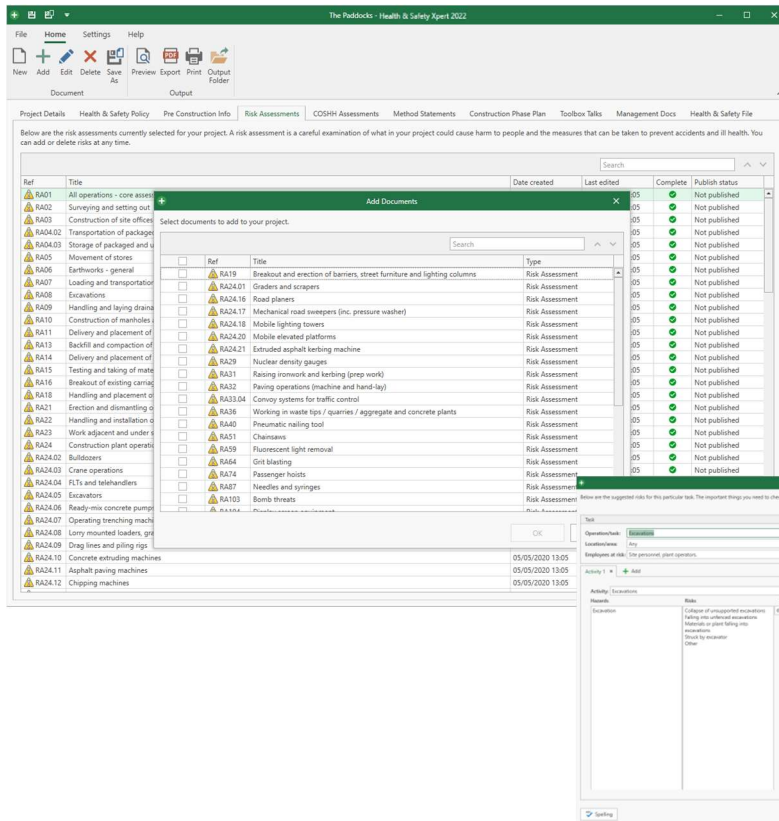 The Paddocks - Health & Safety Xpert 2022
File Home Settings Help
New Add Edit Delete Save As Preview Export Print Output Folder
Document Output
Project Details Health & Safety Policy Pre Construction Info Risk Assessments COSHH Assessments Method Statements Construction Phase Plan Toolbox Talks Management Docs Health & Safety File
Below are the risk assessments currently selected for your project. A risk assessment is a careful examination of what in your project could cause harm to people and the measures that can be taken to prevent accidents and ill health. You
can add or delete risks at any time.
Search
Ref Title Date created Last edited Complete Publish status
RA01 All operations - core assess :05 Not published
RA02 Surveying and setting out :05 Not published
RA03 Construction of site offices :05 Not published
RA04.02 Transportation of package :05 Not published
RA04.03 Storage of packaged and u :05 Not published
RA05 Movement of stores :05 Not published
RA06 Earthworks - general :05 Not published
RA07 Loading and transportation :05 Not published
RA08 Excavations :05 Not published
RA09 Handling and laying draina :05 Not published
RA10 Construction of manholes :05 Not published
RA11 Delivery and placement of :05 Not published
RA13 Backfill and compaction of :05 Not published
RA14 Delivery and placement of :05 Not published
RA15 Testing and taking of mate :05 Not published
RA16 Breakout of existing carriag :05 Not published
RA18 Handling and placement o :05 Not published
RA21 Erection and dismantling o :05 Not published
RA22 Handling and installation o :05 Not published
RA23 Work adjacent and under s :05 Not published
RA24 Construction plant operati :05 Not published
RA24.02 Bulldozers :05 Not published
RA24.03 Crane operations :05 Not published
RA24.04 FLTs and telehandlers
RA24.05 Excavators
RA24.06 Ready-mix concrete pumps
RA24.07 Operating trenching machi
RA24.08 Lorry mounted loaders, gra
RA24.09 Drag lines and piling rigs
RA24.10 Concrete extruding machines 05/05/2020 13:05
RA24.11 Asphalt paving machines 05/05/2020 13:05
RA24.12 Chipping machines 05/05/2020 13:05
Add Documents
Select documents to add to your project.
Search
Ref Title Type
RA19 Breakout and erection of barriers, street furniture and lighting columns Risk Assessment
RA24.01 Graders and scrapers Risk Assessment
RA24.16 Road planers Risk Assessment
RA24.17 Mechanical road sweepers (inc. pressure washer) Risk Assessment
RA24.18 Mobile lighting towers Risk Assessment
RA24.20 Mobile elevated platforms Risk Assessment
RA24.21 Extruded asphalt kerbing machine Risk Assessment
RA29 Nuclear density gauges Risk Assessment
RA31 Raising ironwork and kerbing (prep work) Risk Assessment
RA32 Paving operations (machine and hand-lay) Risk Assessment
RA33.04 Convoy systems for traffic control Risk Assessment
RA36 Working in waste tips / quarries / aggregate and concrete plants Risk Assessment
RA40 Pneumatic nailing tool Risk Assessment
RA51 Chainsaws Risk Assessment
RA59 Fluorescent light removal Risk Assessment
RA64 Grit blasting Risk Assessment
RA74 Passenger hoists Risk Assessment
RA87 Needles and syringes Risk Assessment
RA103 Bomb threats Risk Assessment
OK
Below are the suggested risks for this particular task. The important things you need to chec
Task
Operation/task: Excavations
Location/area: Any
Employees at risk: Site personnel, plant operators.
Activity 1 Add
Activity: Excavations
Hazards Risks
Excavation Collapse of unsupported excavations
Falling into unfenced excavations
Materials or plant falling into
excavations
Struck by excavator
Other
Spelling